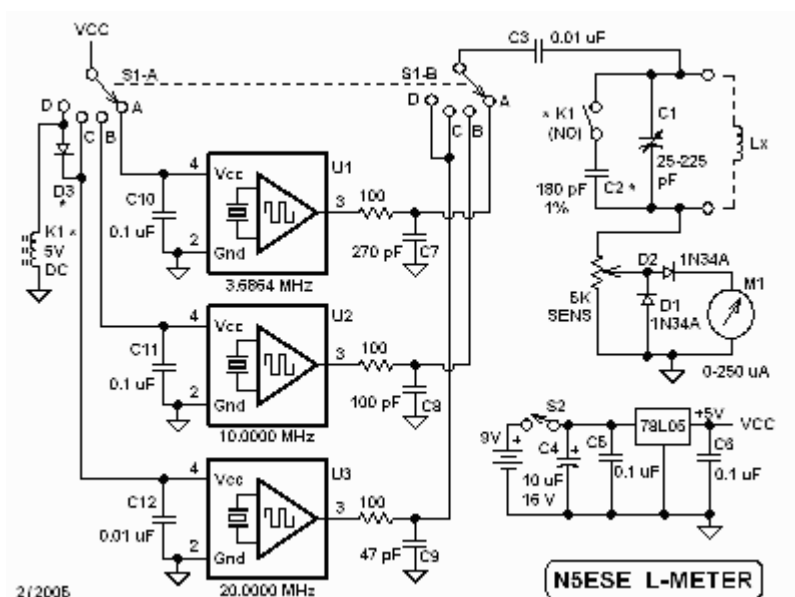 VCC
S1-A
S1-B
C3 0.01 uF
D
C B
A
D
C B
A
D3
*
K1 *
5V
DC
C10
0.1 uF
4
2
Vcc
Gnd
U1
3
100
270 pF C7
3.6864 MHz
* K1
(NO)
C1
25-225
pF
180 pF C2 *
1%
Lx
D2 1N34A
5K
SENS
D1
1N34A
M1
0-250 uA
C11
0.1 uF
4
2
Vcc
Gnd
U2
3
100
100 pF C8
10.0000 MHz
S2
9V
+
C4
+
10 uF
16 V
C5
0.1 uF
78L05
+5V
VCC
C6
0.1 uF
C12
0.01 uF
4
2
Vcc
Gnd
U3
3
100
47 pF C9
20.0000 MHz
N5ESE L-METER
2/2005